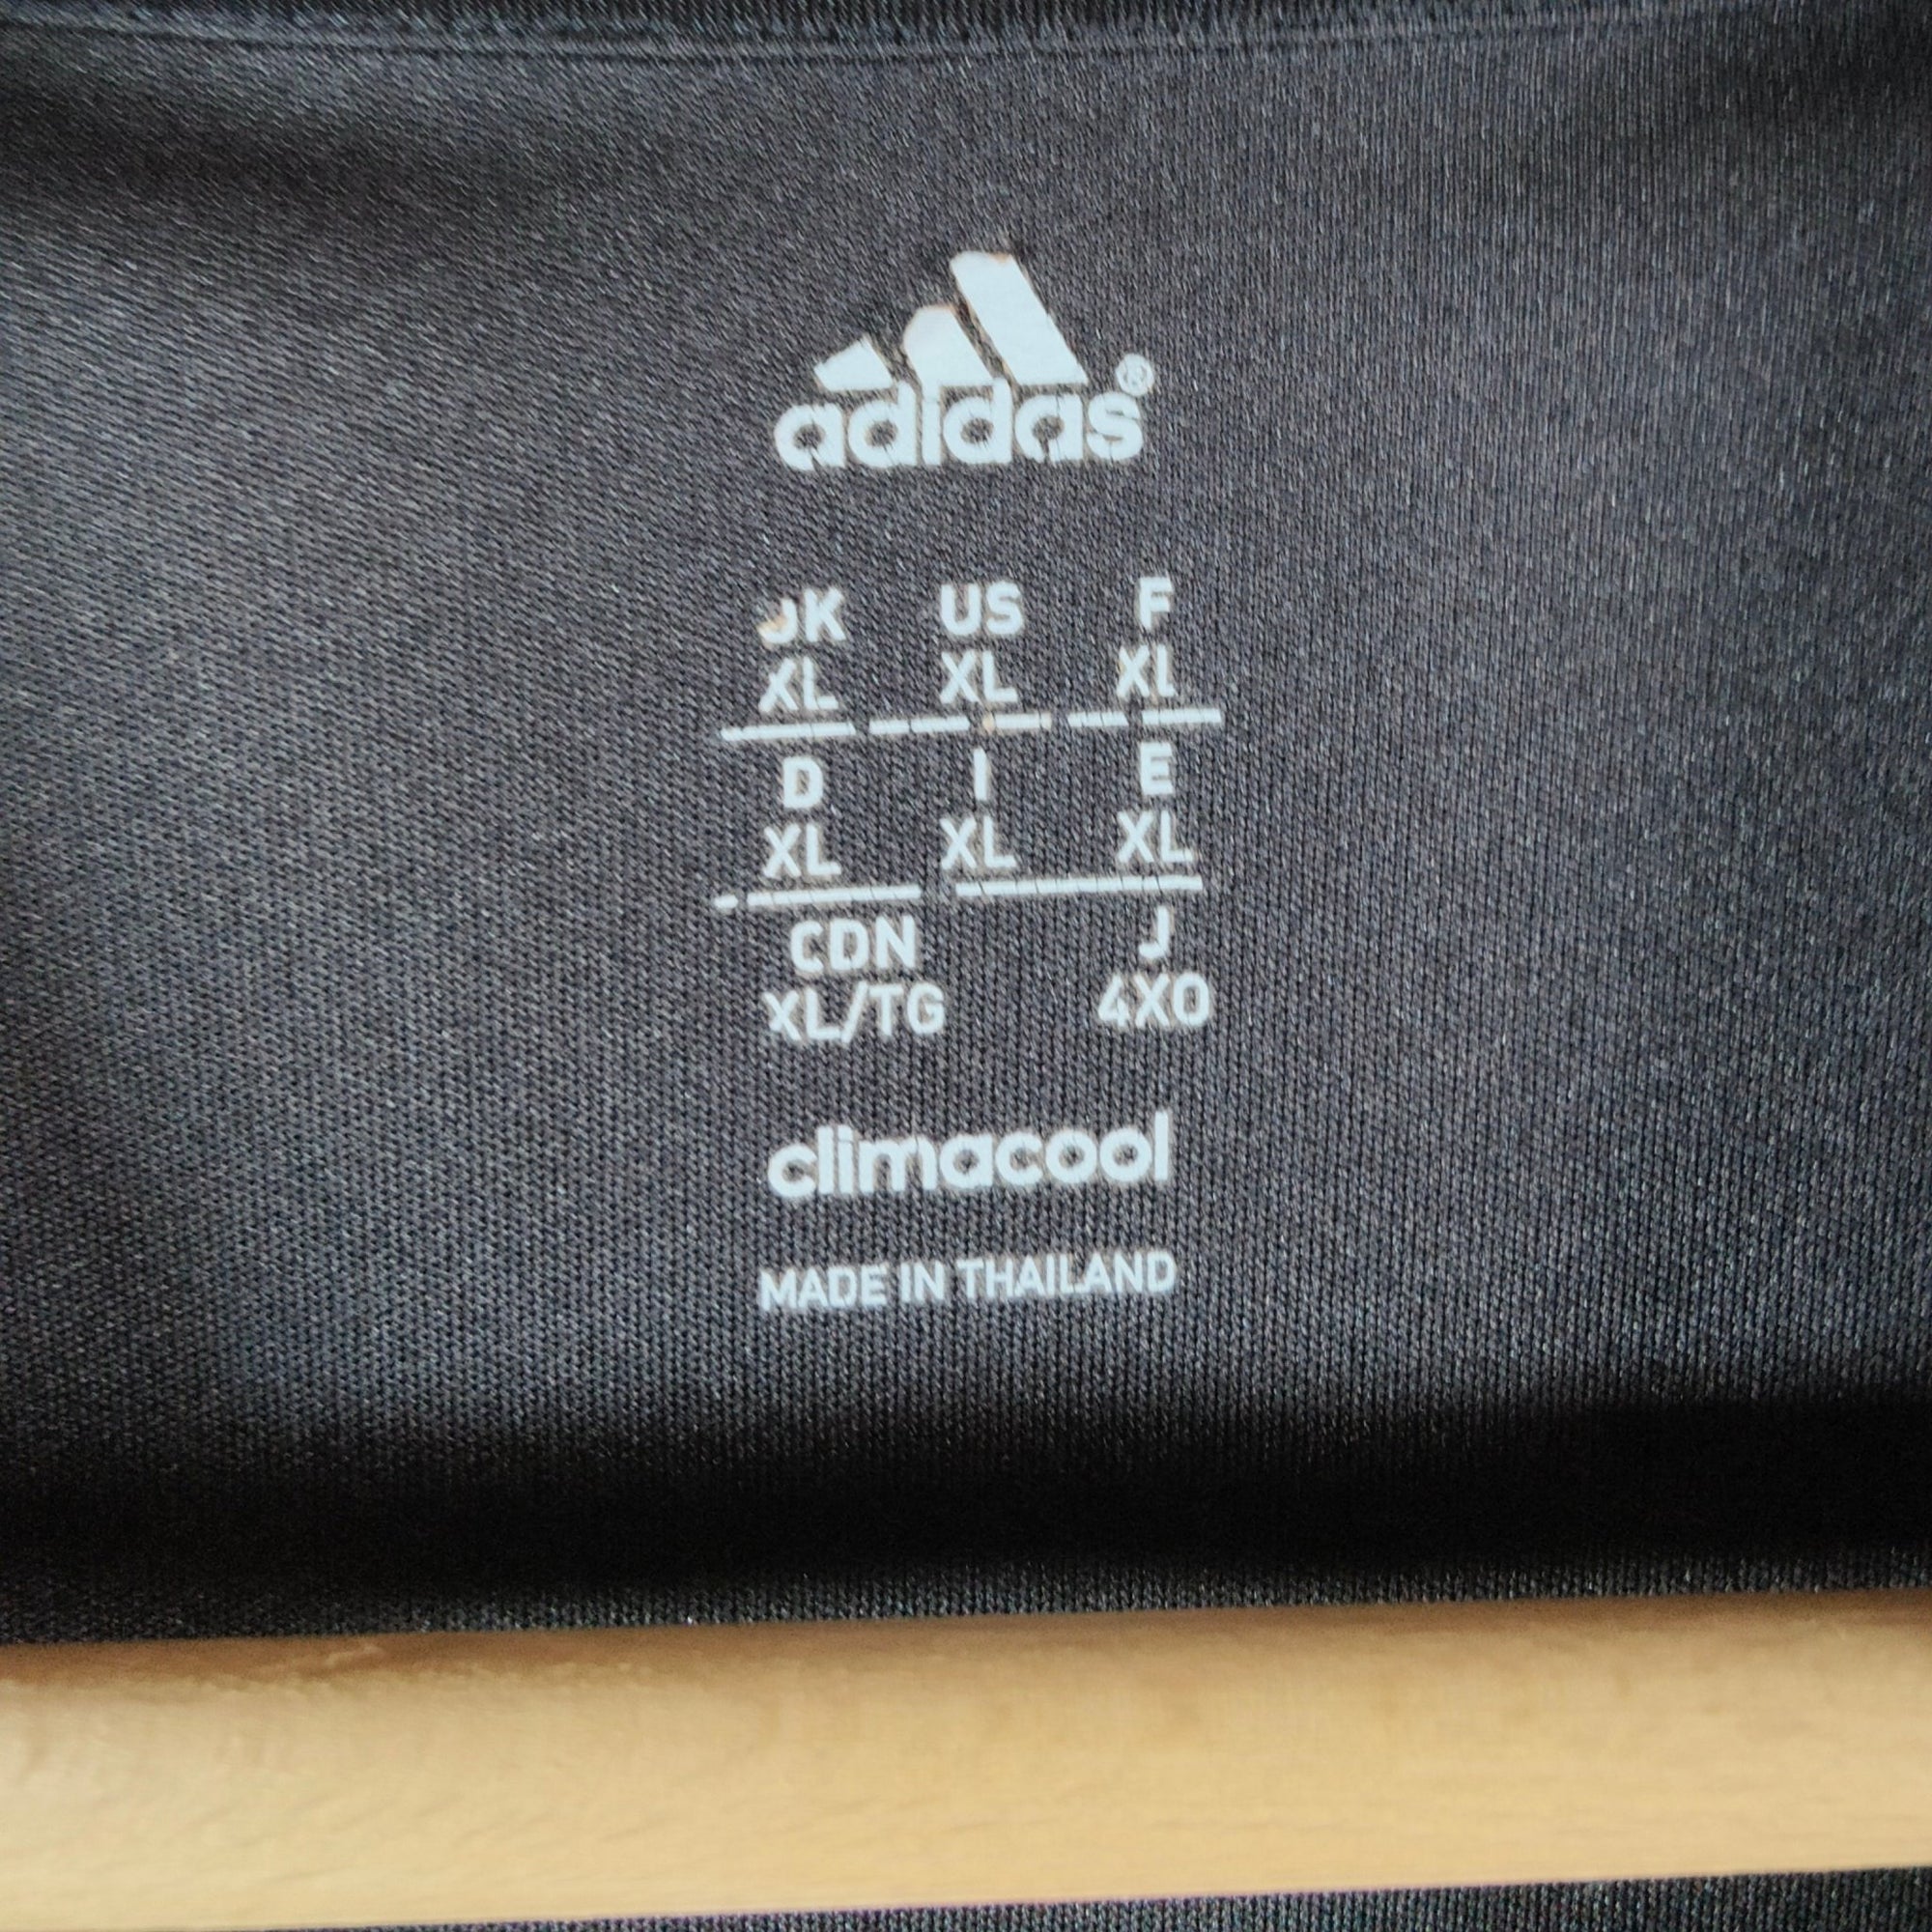 adidas®
UK US F
XL XL XL
D I E
XL XL XL
CDN J
XL/TG 4XO
climacool
MADE IN THAILAND